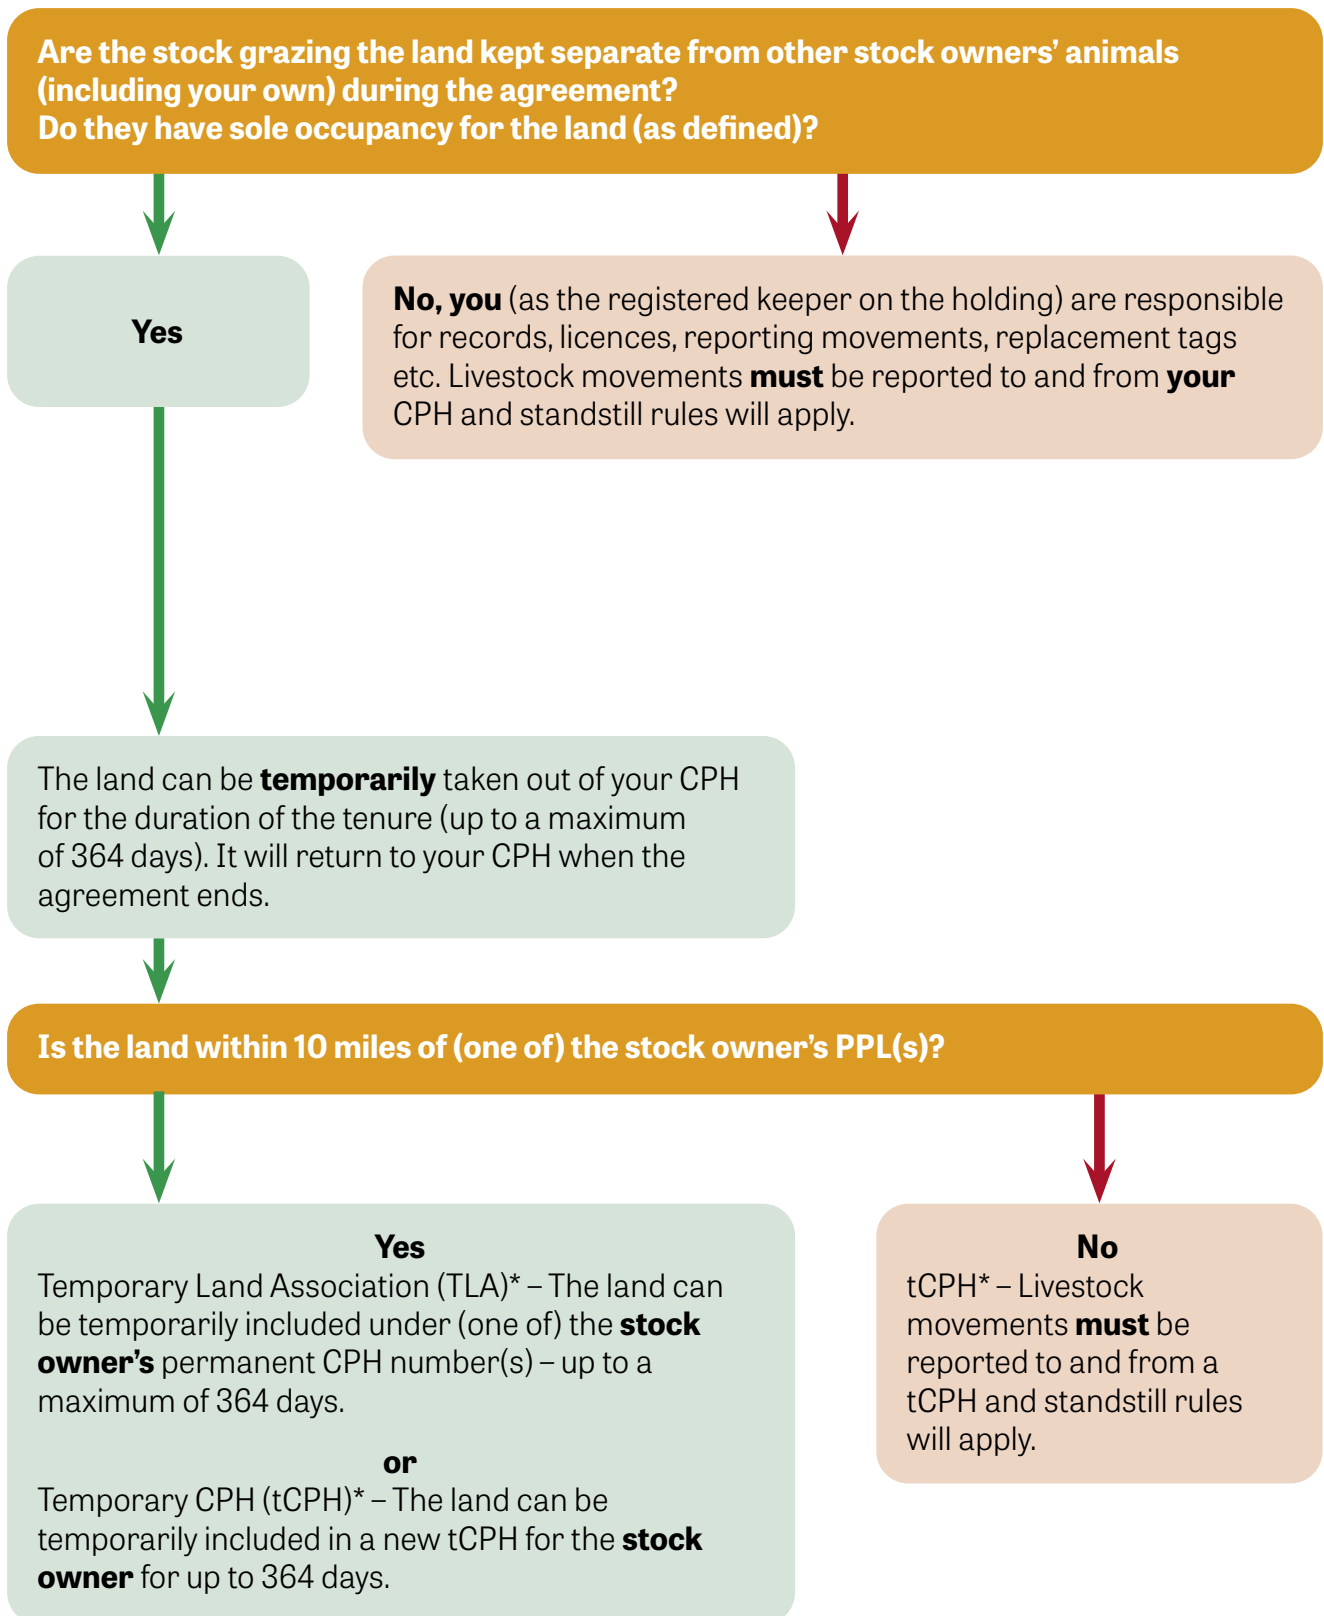 Are the stock grazing the land kept separate from other stock owners’ animals
(including your own) during the agreement?
Do they have sole occupancy for the land (as defined)?
Yes
No, you (as the registered keeper on the holding) are responsible
for records, licences, reporting movements, replacement tags
etc. Livestock movements must be reported to and from your
CPH and standstill rules will apply.
The land can be temporarily taken out of your CPH
for the duration of the tenure (up to a maximum
of 364 days). It will return to your CPH when the
agreement ends.
Is the land within 10 miles of (one of) the stock owner’s PPL(s)?
Yes
Temporary Land Association (TLA)* – The land can
be temporarily included under (one of) the stock
owner’s permanent CPH number(s) – up to a
maximum of 364 days.
or
Temporary CPH (tCPH)* – The land can be
temporarily included in a new tCPH for the stock
owner for up to 364 days.
No
tCPH* – Livestock
movements must be
reported to and from a
tCPH and standstill rules
will apply.